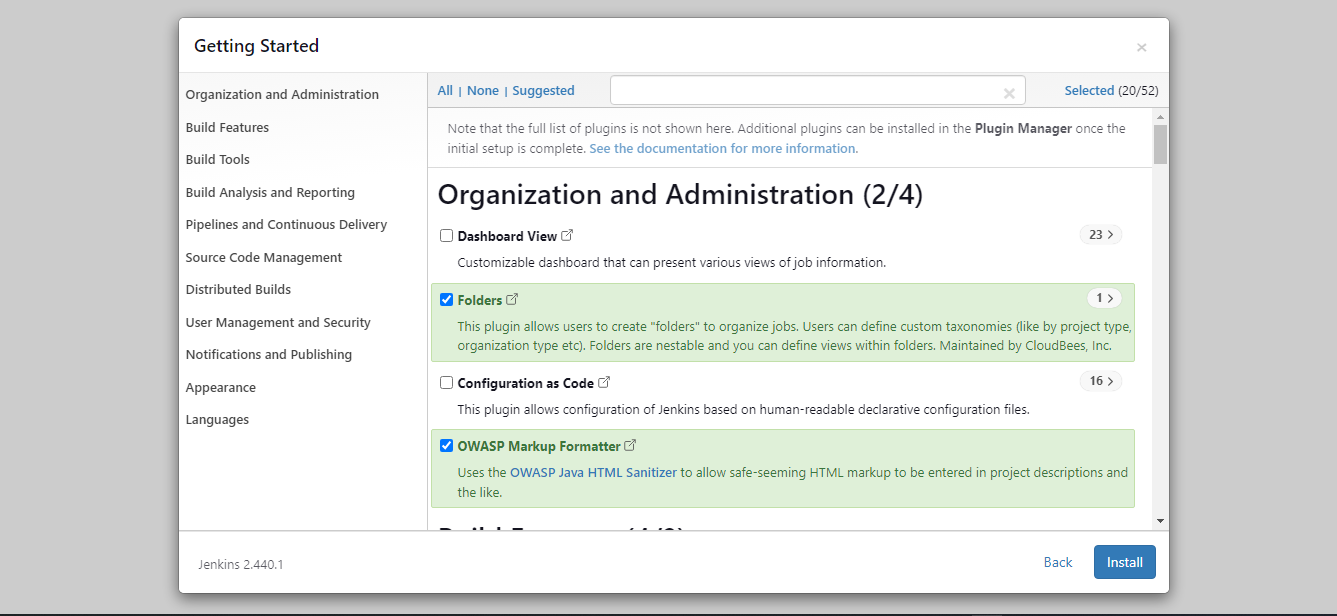 Getting Started
×
Organization and Administration
Build Features
Build Tools
Build Analysis and Reporting
Pipelines and Continuous Delivery
Source Code Management
Distributed Builds
User Management and Security
Notifications and Publishing
Appearance
Languages
All | None | Suggested
×
Selected (20/52)
Note that the full list of plugins is not shown here. Additional plugins can be installed in the Plugin Manager once the
initial setup is complete. See the documentation for more information.
Organization and Administration (2/4)
Dashboard View
23 >
Customizable dashboard that can present various views of job information.
Folders
1 >
This plugin allows users to create "folders" to organize jobs. Users can define custom taxonomies (like by project type,
organization type etc). Folders are nestable and you can define views within folders. Maintained by CloudBees, Inc.
Configuration as Code
16 >
This plugin allows configuration of Jenkins based on human-readable declarative configuration files.
OWASP Markup Formatter
Uses the OWASP Java HTML Sanitizer to allow safe-seeming HTML markup to be entered in project descriptions and
the like.
Jenkins 2.440.1
Back
Install